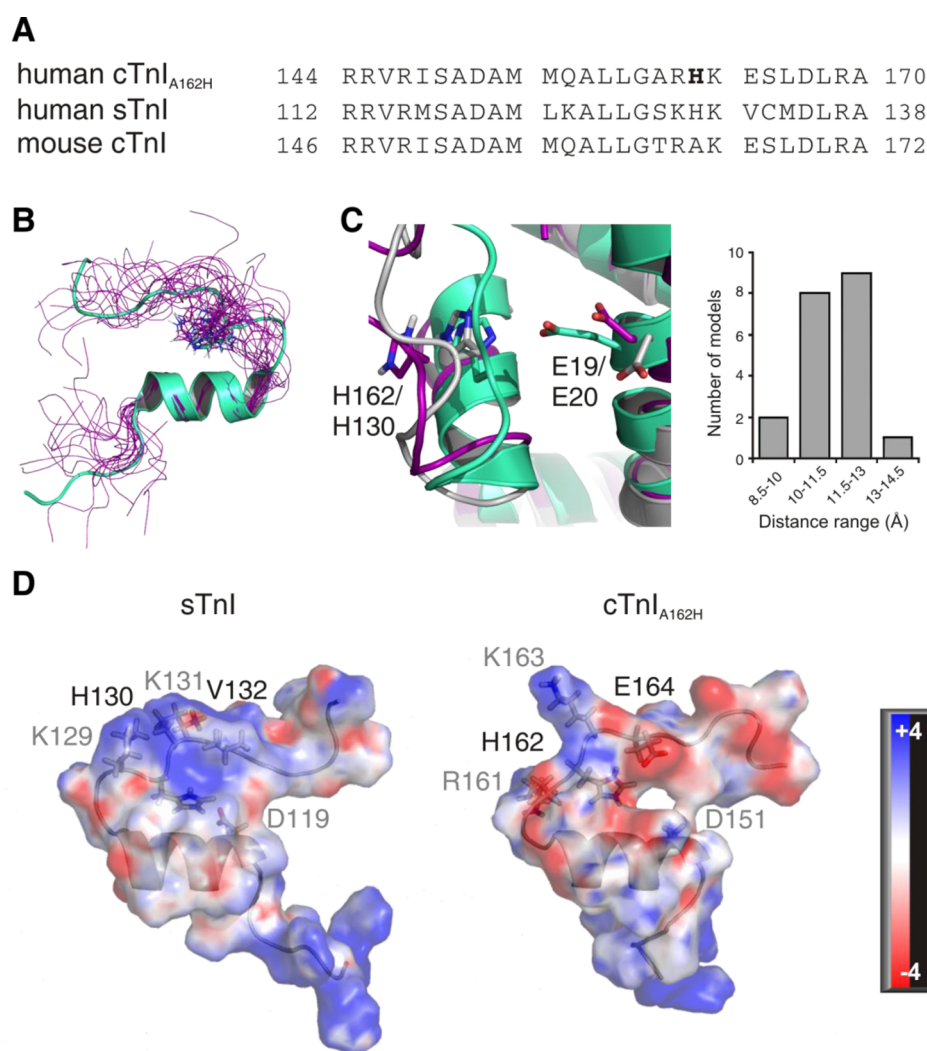 A
human cTnIA162H 144 RRVRISADAM MQALLGARHK ESLDLRA 170
human sTnI 112 RRVRMSADAM LKALLGSKHK VCMDLRA 138
mouse cTnI 146 RRVRISADAM MQALLGTRAK ESLDLRA 172
B
C
H162/
H130
E19/
E20
Number of models
10
8
6
4
2
0
8.5-10
10-11.5
11.5-13
13-14.5
Distance range (Å)
D
sTnI
cTnIA162H
K131
H130
V132
K129
D119
K163
E164
H162
R161
D151
+4
-4